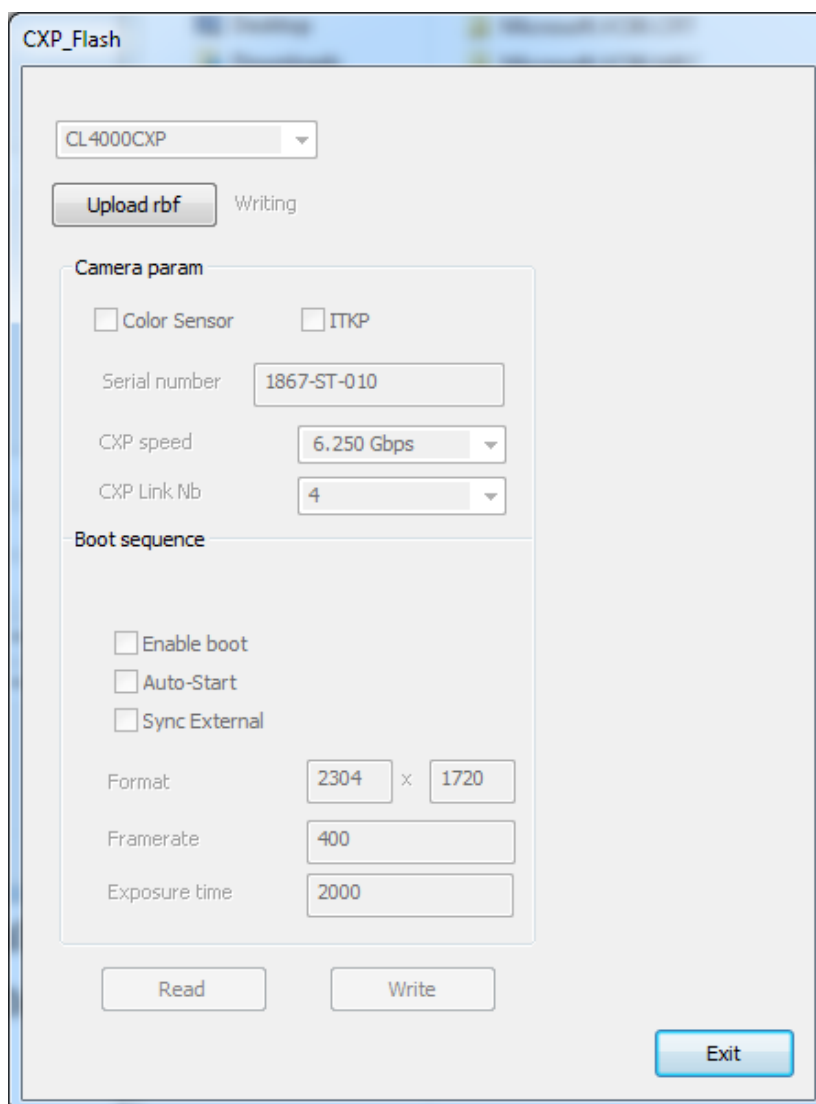 CXP_Flash
CL4000CXP
Upload rbf Writing
Camera param
Color Sensor ITKP
Serial number 1867-ST-010
CXP speed 6.250 Gbps
CXP Link Nb 4
Boot sequence
Enable boot
Auto-Start
Sync External
Format 2304 x 1720
Framerate 400
Exposure time 2000
Read Write
Exit